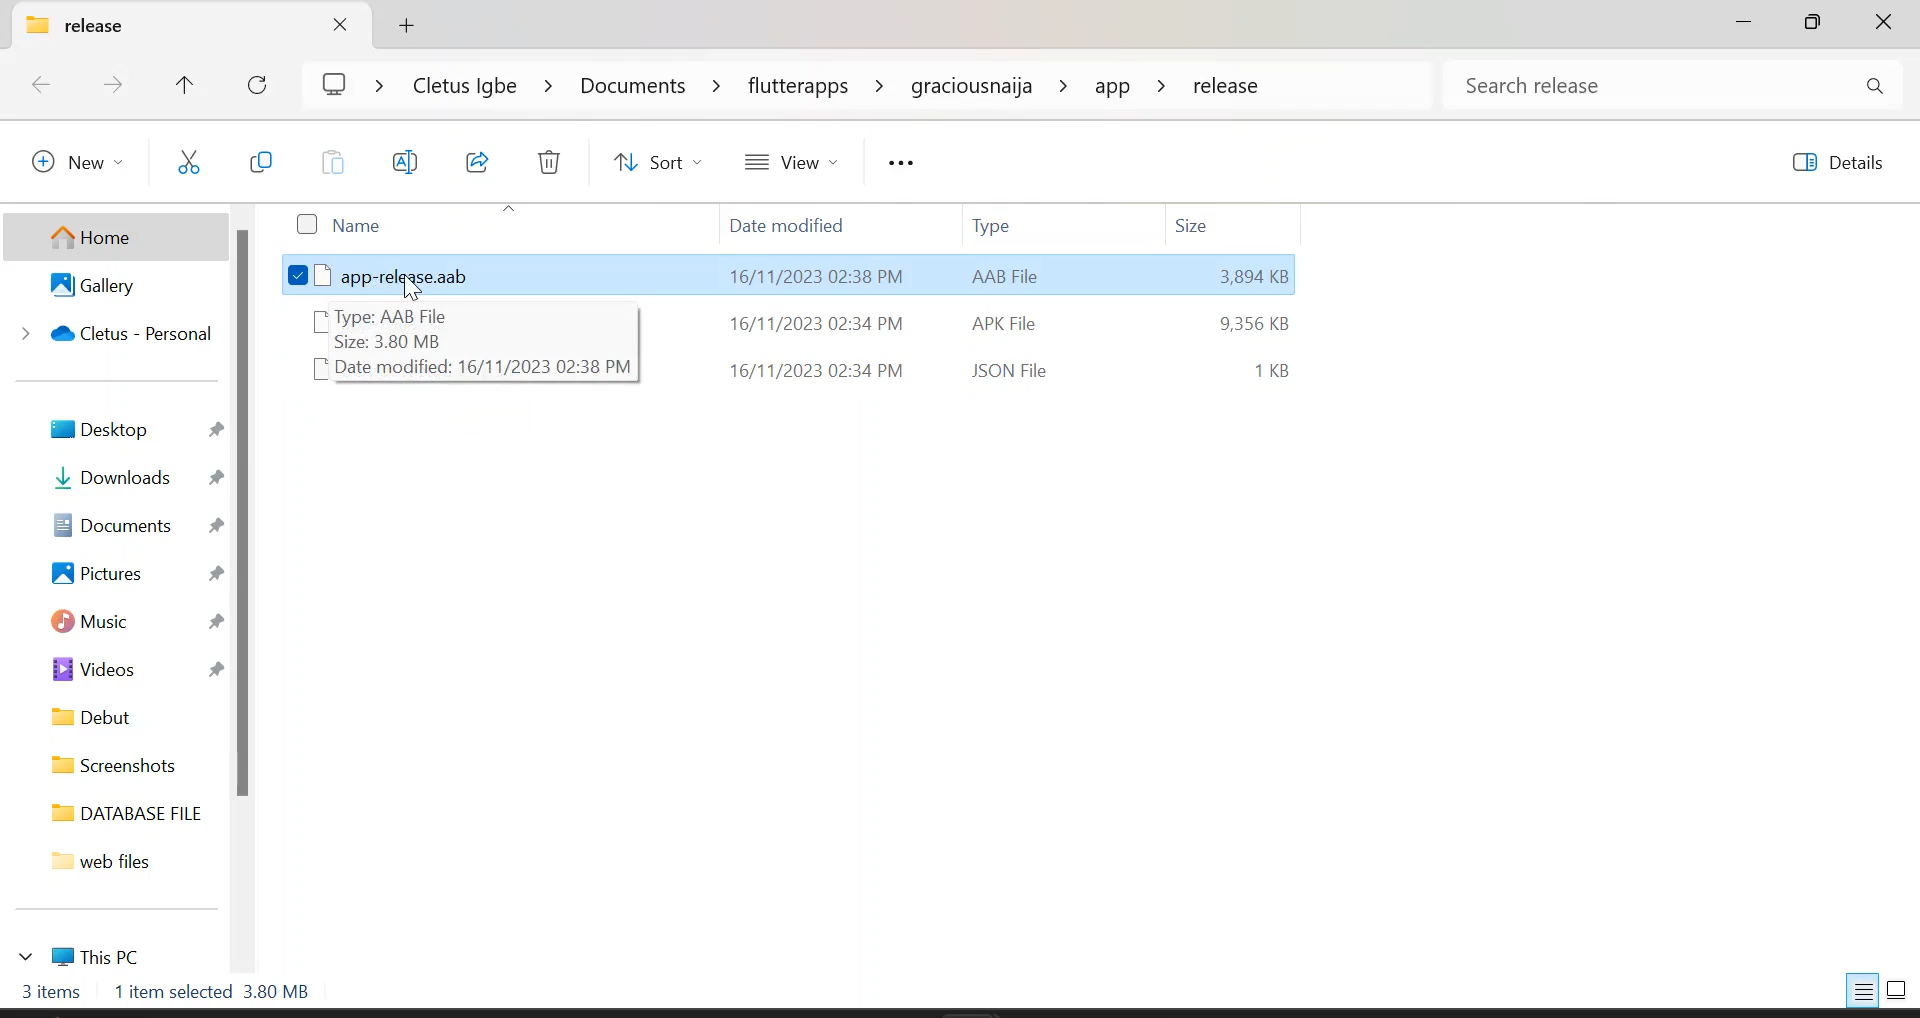 release
Cletus Igbe > Documents > flutterapps > graciousnaija > app > release
Search release
New
Sort
View
Details
Name
Date modified
Type
Size
app-release.aab 16/11/2023 02:38 PM AAB File 3,894 KB
16/11/2023 02:34 PM APK File 9,356 KB
16/11/2023 02:34 PM JSON File 1 KB
Type: AAB File
Size: 3.80 MB
Date modified: 16/11/2023 02:38 PM
Home
Gallery
Cletus - Personal
Desktop
Downloads
Documents
Pictures
Music
Videos
Debut
Screenshots
DATABASE FILE
web files
This PC
3 items 1 item selected 3.80 MB